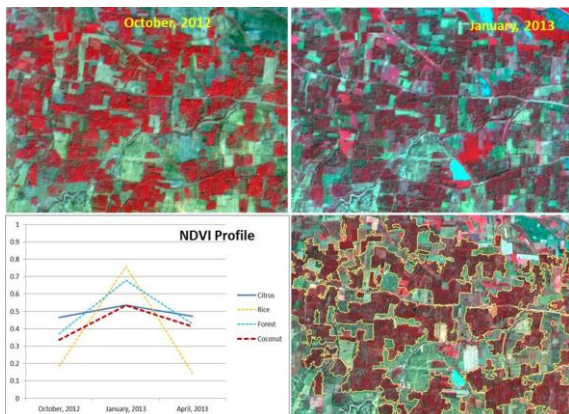 October, 2012
January, 2013
NDVI Profile
1
0.9
0.8
0.7
0.6
0.5
0.4
0.3
0.2
0.1
0
Citrus
Rice
Forest
Coconut
October, 2012
January, 2013
April, 2013